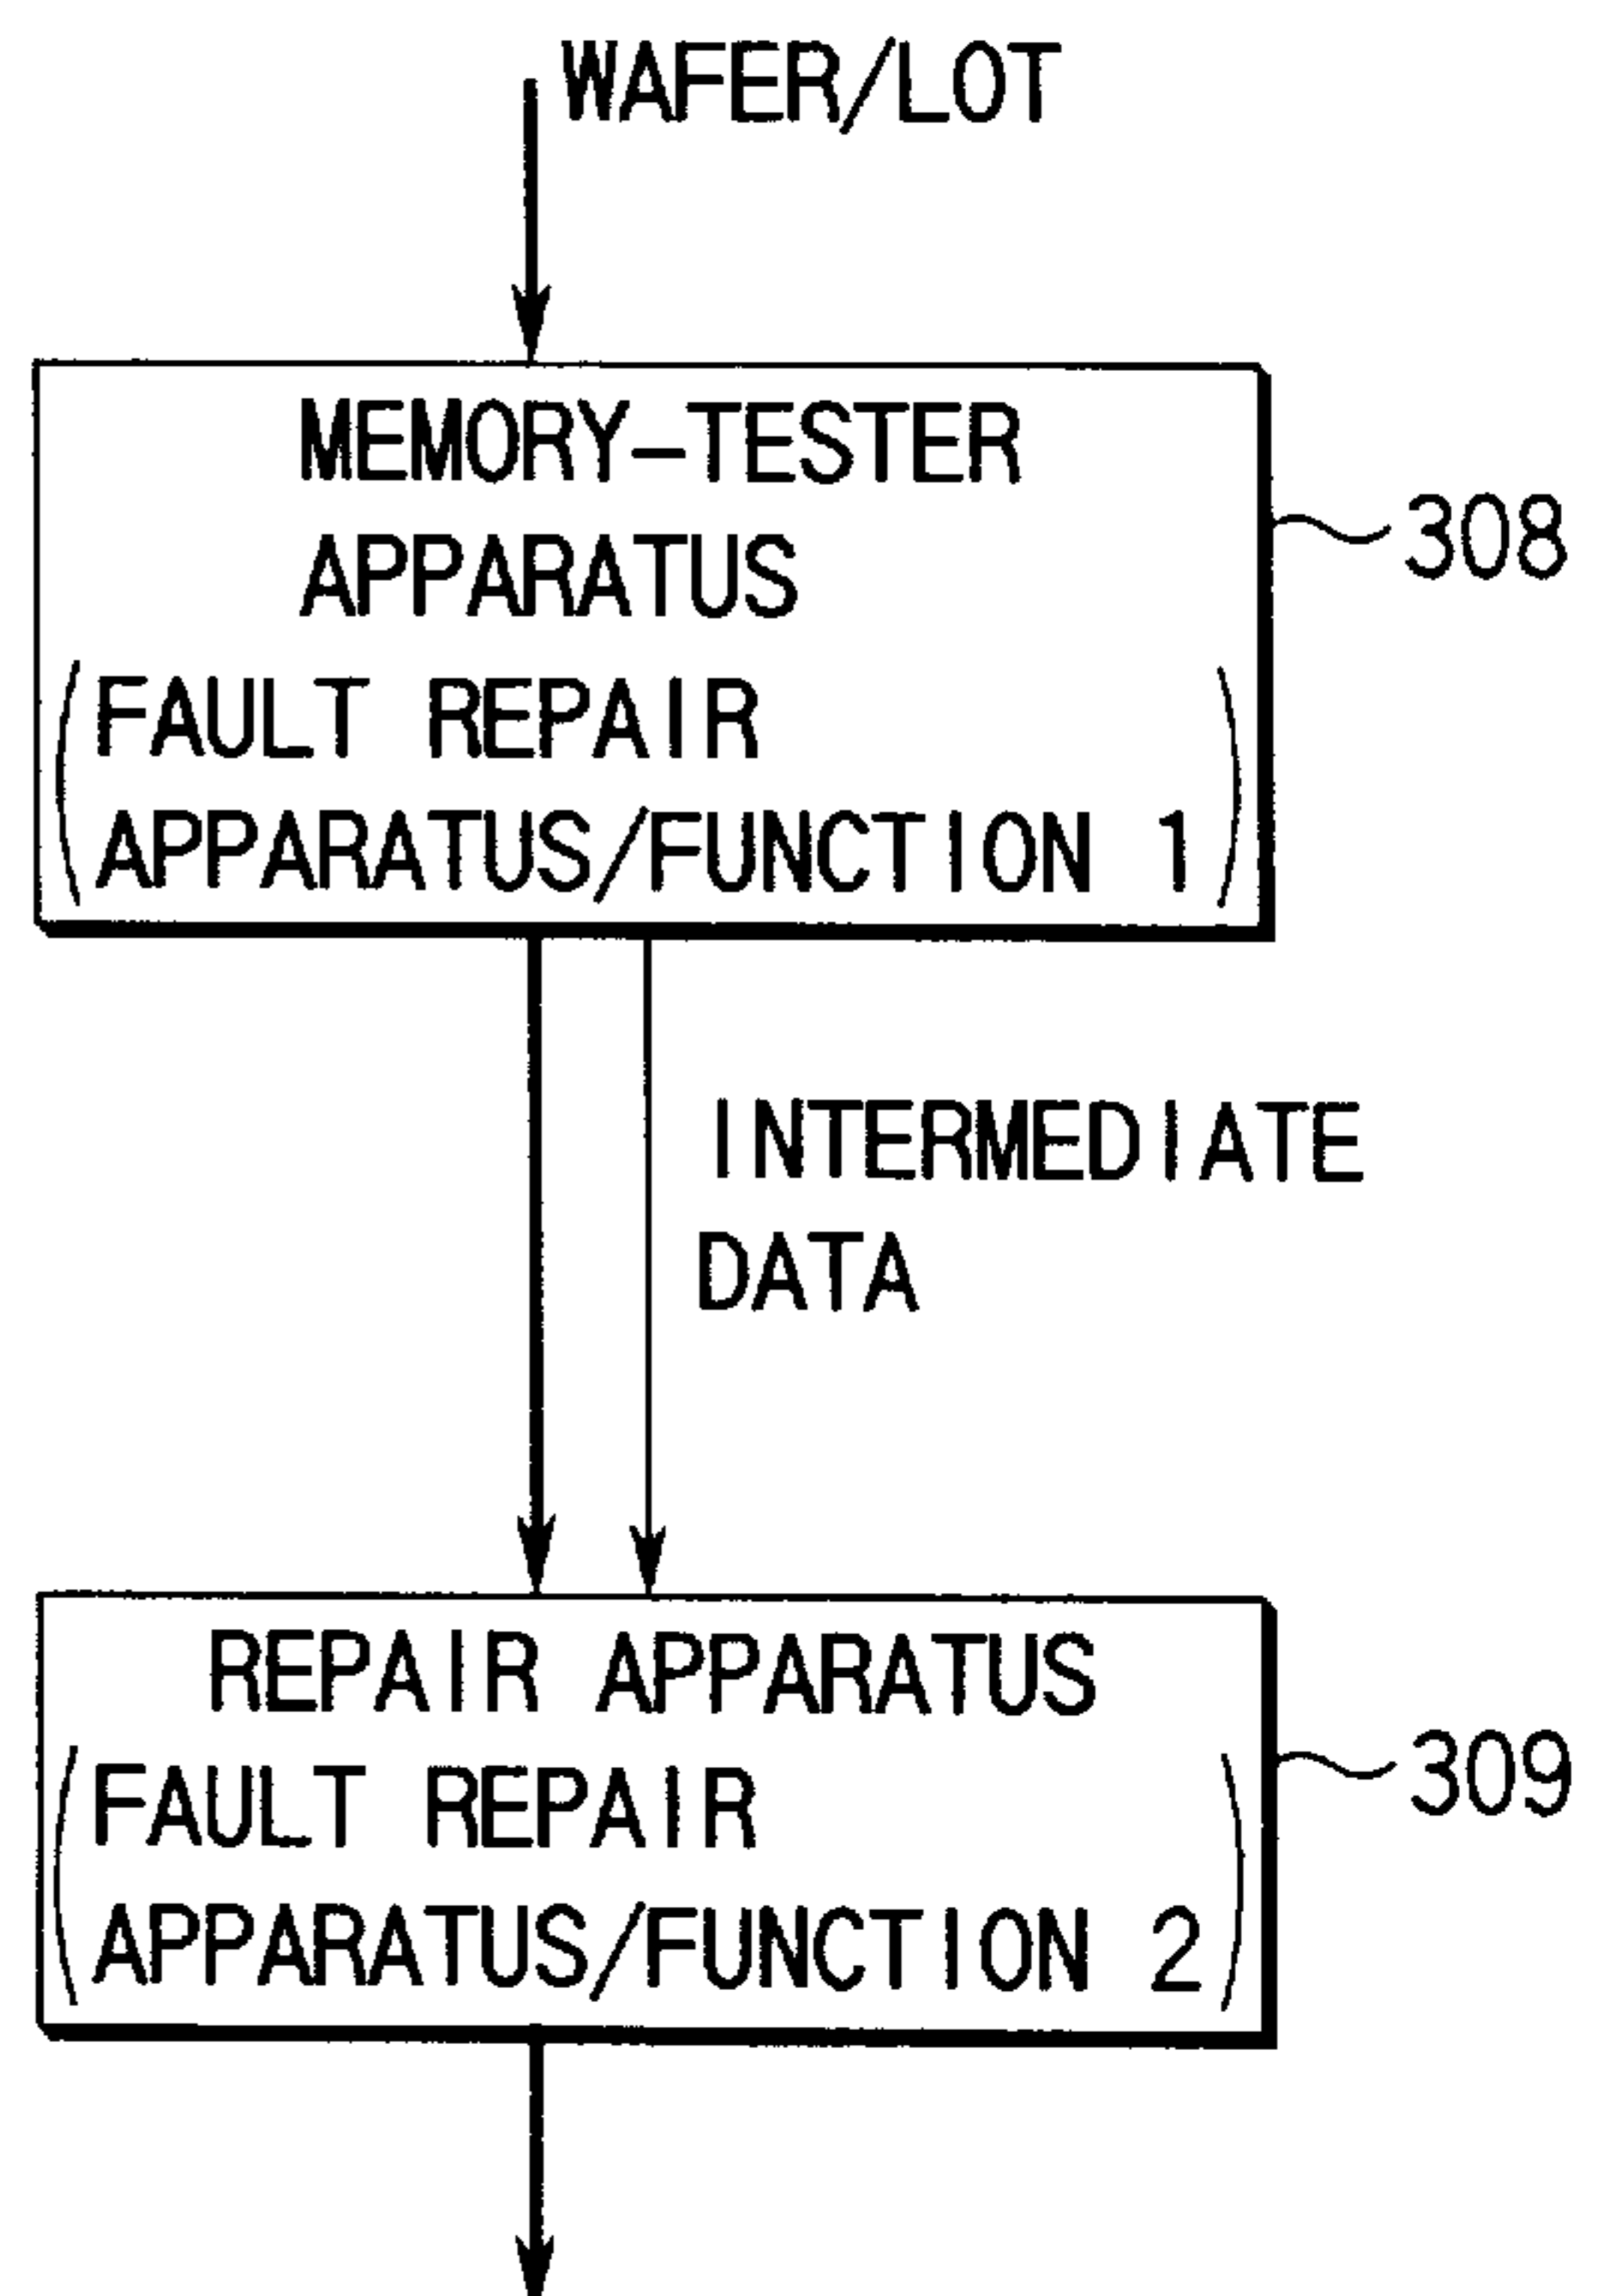 WAFER/LOT
MEMORY-TESTER
APPARATUS
308
(FAULT REPAIR
APPARATUS/FUNCTION 1)
INTERMEDIATE
DATA
REPAIR APPARATUS
309
(FAULT REPAIR
APPARATUS/FUNCTION 2)